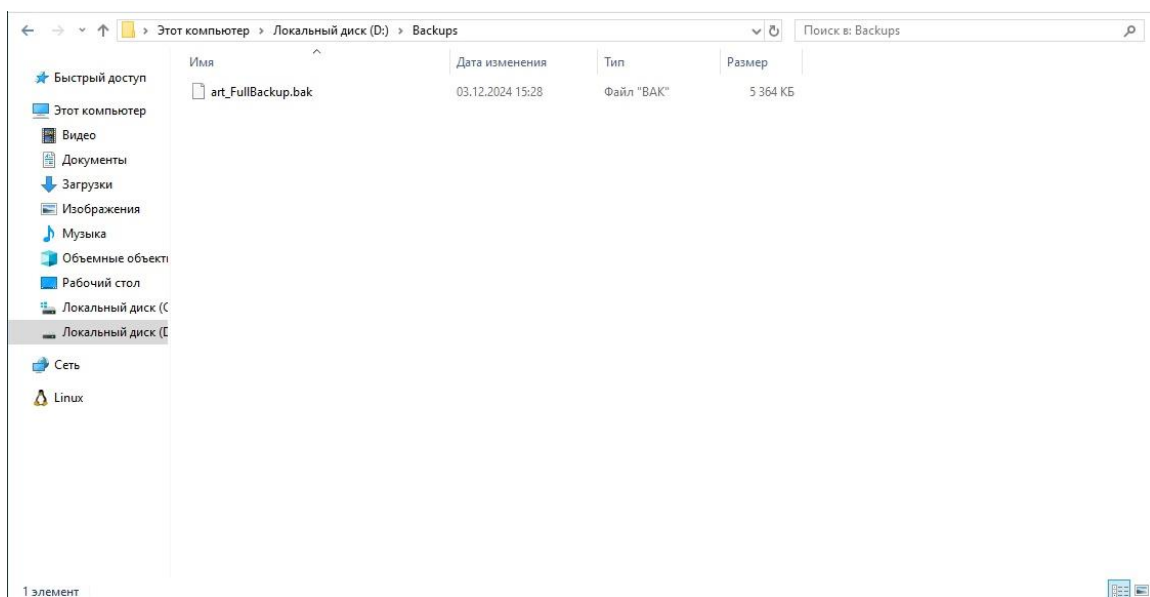 Этот компьютер › Локальный диск (D:) › Backups
Поиск в: Backups
Имя Дата изменения Тип Размер
art_FullBackup.bak 03.12.2024 15:28 Файл "BAK" 5 364 КБ
Быстрый доступ
Этот компьютер
Видео
Документы
Загрузки
Изображения
Музыка
Объемные объекты
Рабочий стол
Локальный диск (C
Локальный диск (D
Сеть
Linux
1 элемент